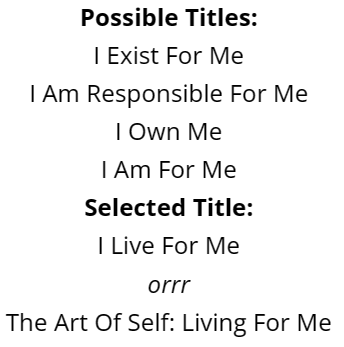 Possible Titles:
I Exist For Me
I Am Responsible For Me
I Own Me
I Am For Me
Selected Title:
I Live For Me
orrr
The Art Of Self: Living For Me